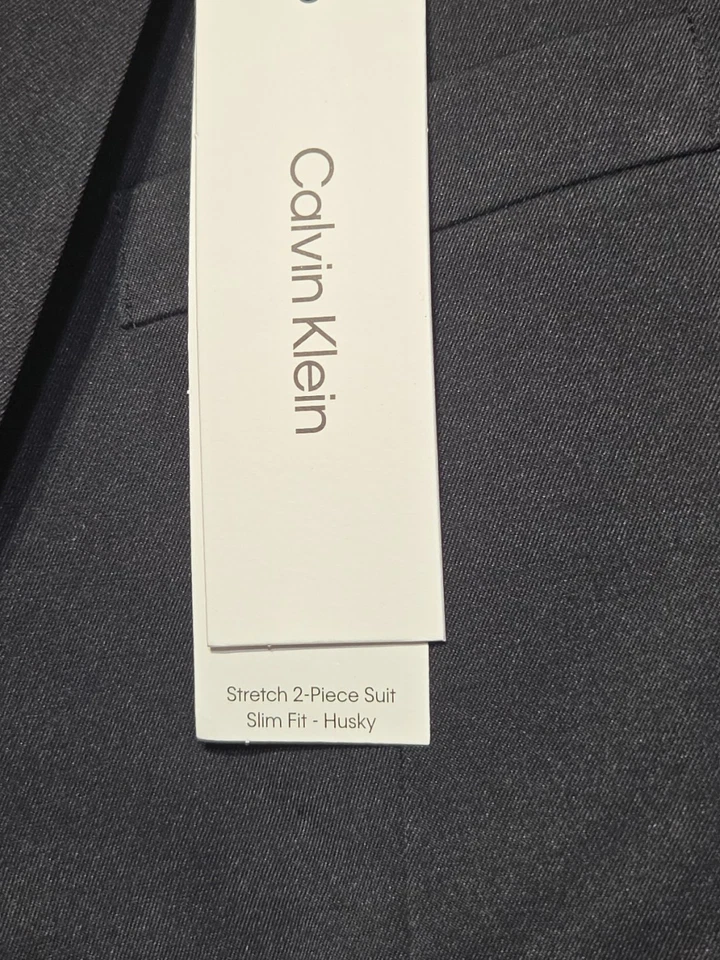 Calvin Klein
Stretch 2-Piece Suit
Slim Fit - Husky